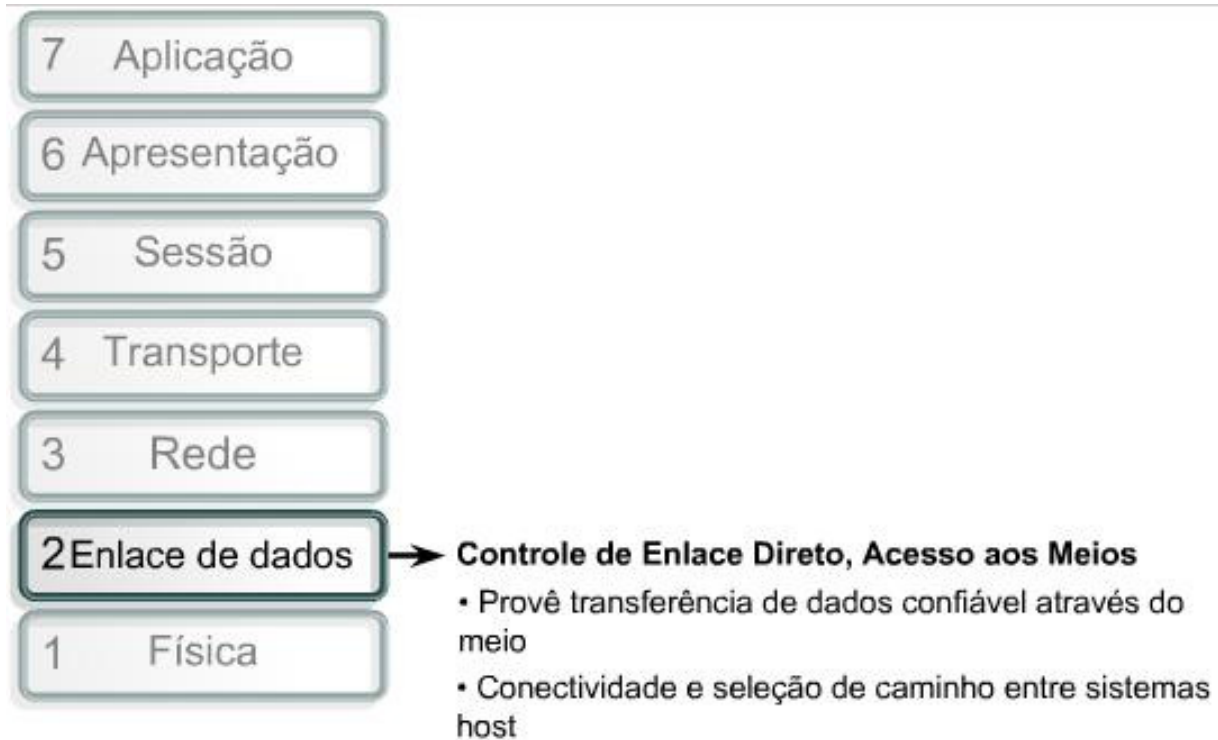 7 Aplicação
6 Apresentação
5 Sessão
4 Transporte
3 Rede
2 Enlace de dados
Controle de Enlace Direto, Acesso aos Meios
• Provê transferência de dados confiável através do
meio
• Conectividade e seleção de caminho entre sistemas
host
1 Física